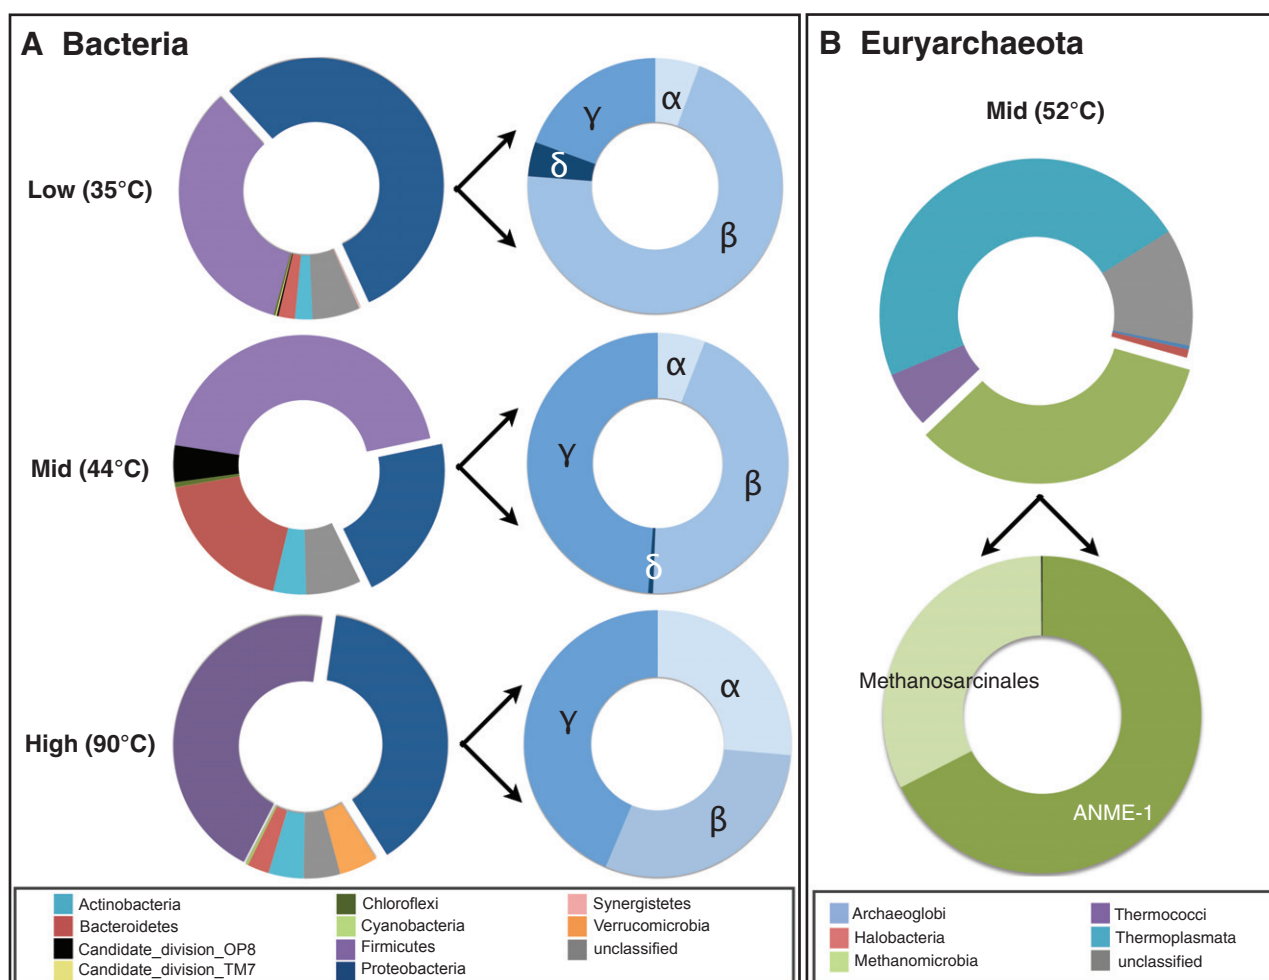 A Bacteria
Low (35°C)
α
γ
δ
β
Mid (44°C)
α
γ
β
δ
High (90°C)
α
γ
β
Actinobacteria
Bacteroidetes
Candidate_division_OP8
Candidate_division_TM7
Chloroflexi
Cyanobacteria
Firmicutes
Proteobacteria
Synergistetes
Verrucomicrobia
unclassified
B Euryarchaeota
Mid (52°C)
Methanosarcinales
ANME-1
Archaeoglobi
Halobacteria
Methanomicrobia
Thermococci
Thermoplasmata
unclassified